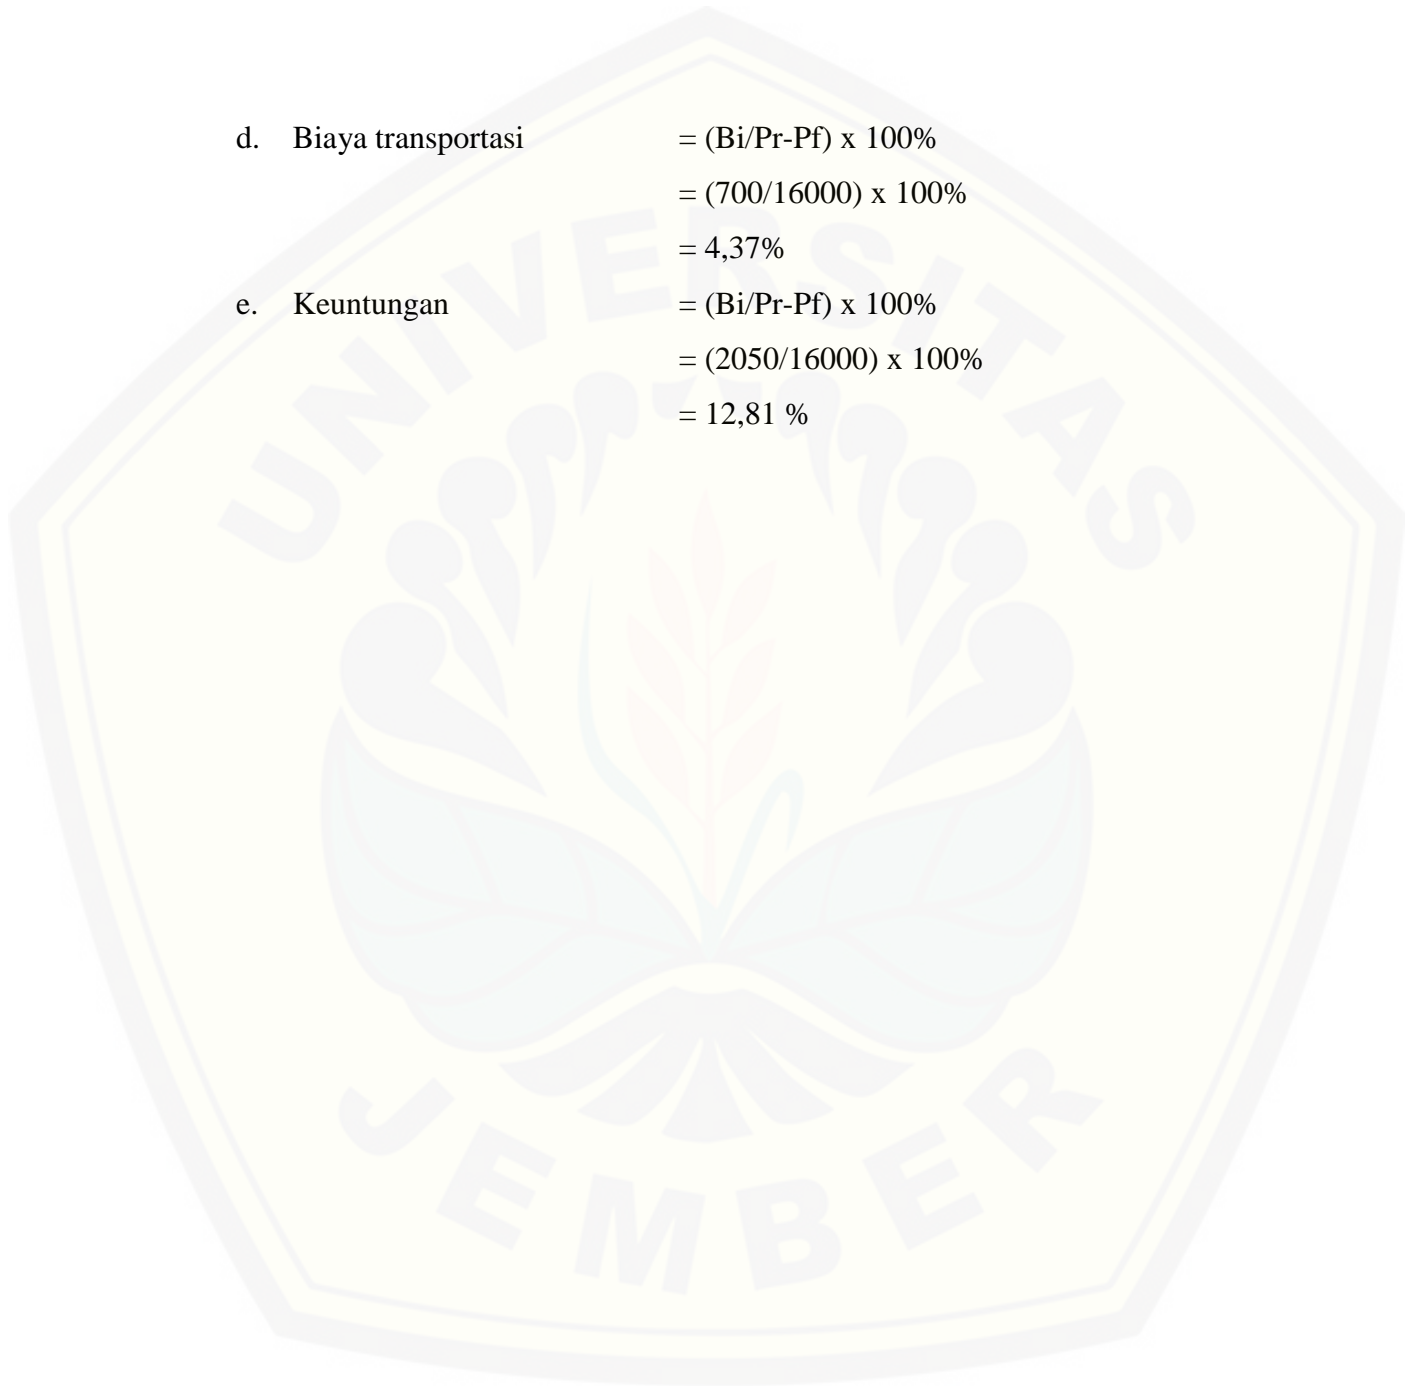 d. Biaya transportasi = (Bi/Pr-Pf) x 100%
= (700/16000) x 100%
= 4,37%
e. Keuntungan = (Bi/Pr-Pf) x 100%
= (2050/16000) x 100%
= 12,81 %
UNIVERSITAS
JEMBER